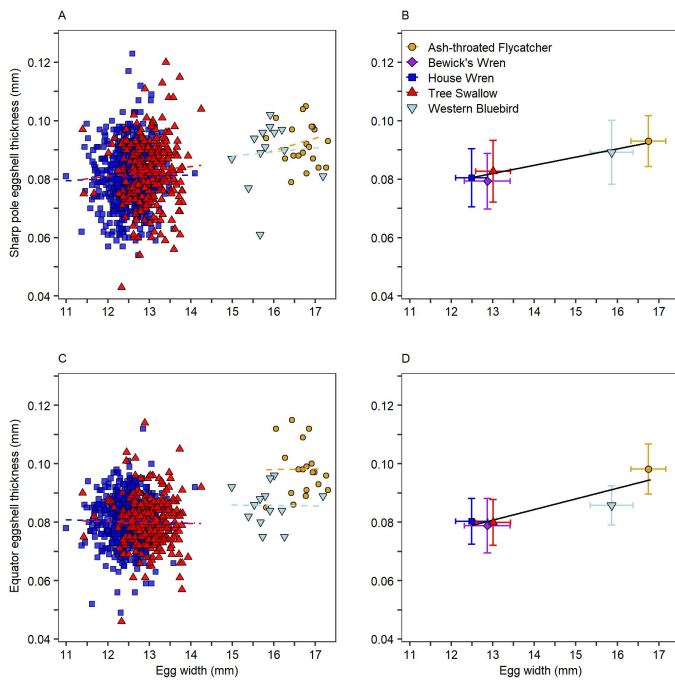 A
B
Sharp pole eggshell thickness (mm)
0.12
0.10
0.08
0.06
0.04
11 12 13 14 15 16 17
Ash-throated Flycatcher
Bewick's Wren
House Wren
Tree Swallow
Western Bluebird
0.12
0.10
0.08
0.06
0.04
11 12 13 14 15 16 17
C
D
Equator eggshell thickness (mm)
0.12
0.10
0.08
0.06
0.04
11 12 13 14 15 16 17
Egg width (mm)
0.12
0.10
0.08
0.06
0.04
11 12 13 14 15 16 17
Egg width (mm)